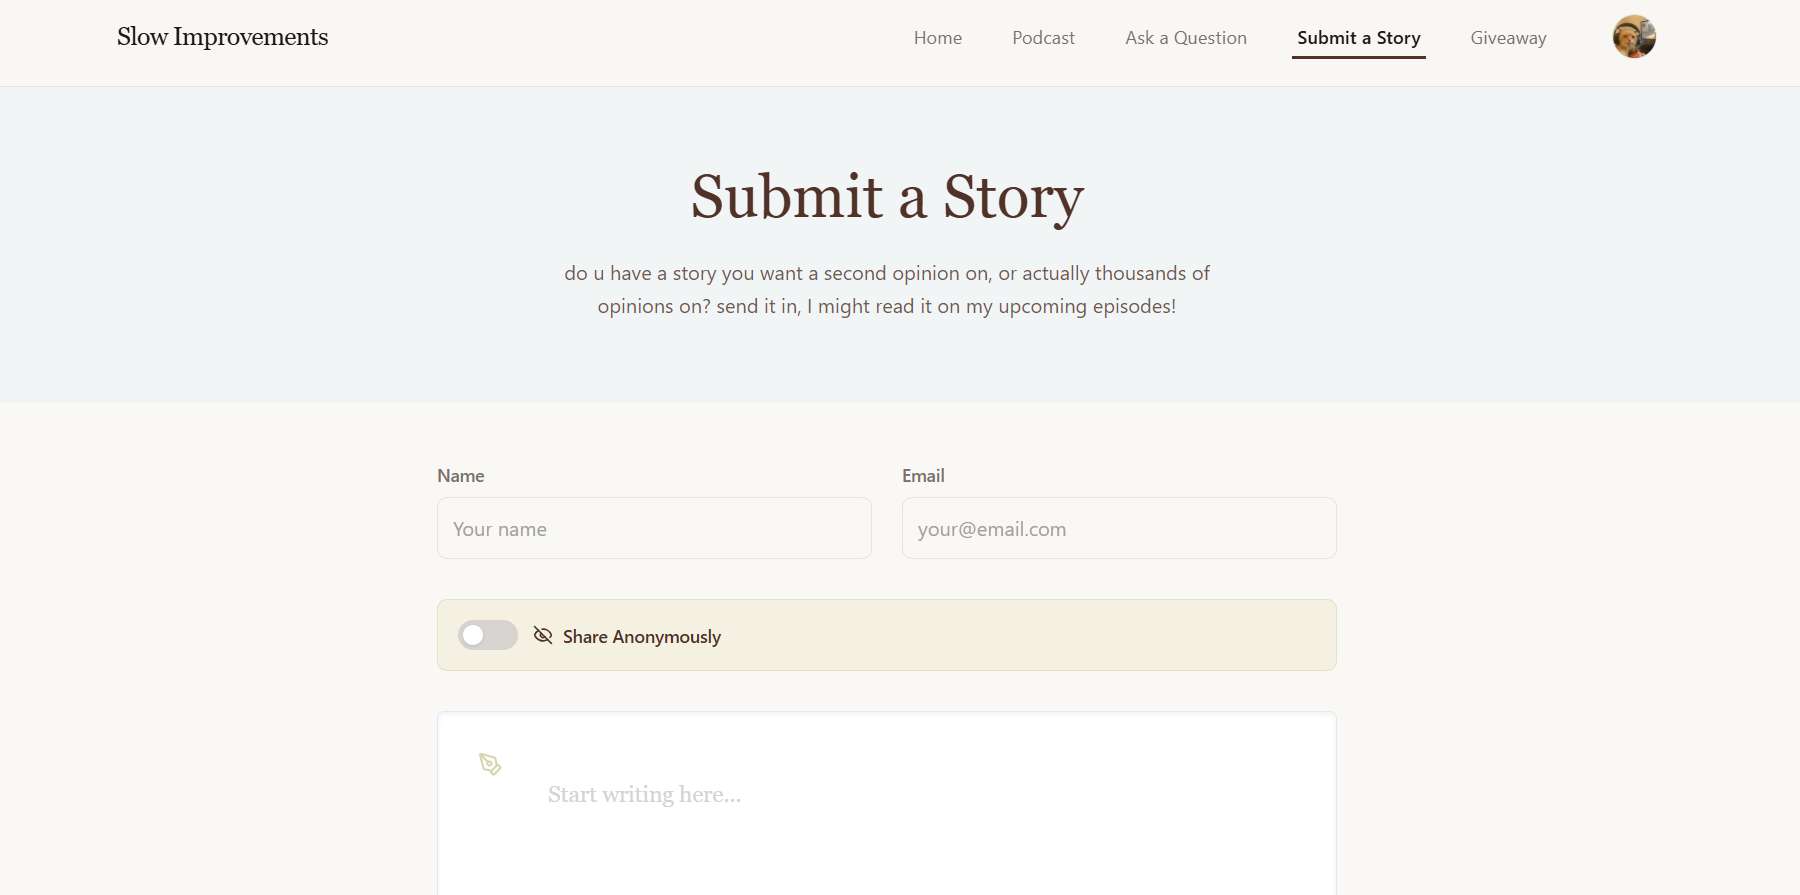 Slow Improvements
Home
Podcast
Ask a Question
Submit a Story
Giveaway
Submit a Story
do u have a story you want a second opinion on, or actually thousands of
opinions on? send it in, I might read it on my upcoming episodes!
Name
Email
Your name
your@email.com
Share Anonymously
Start writing here...